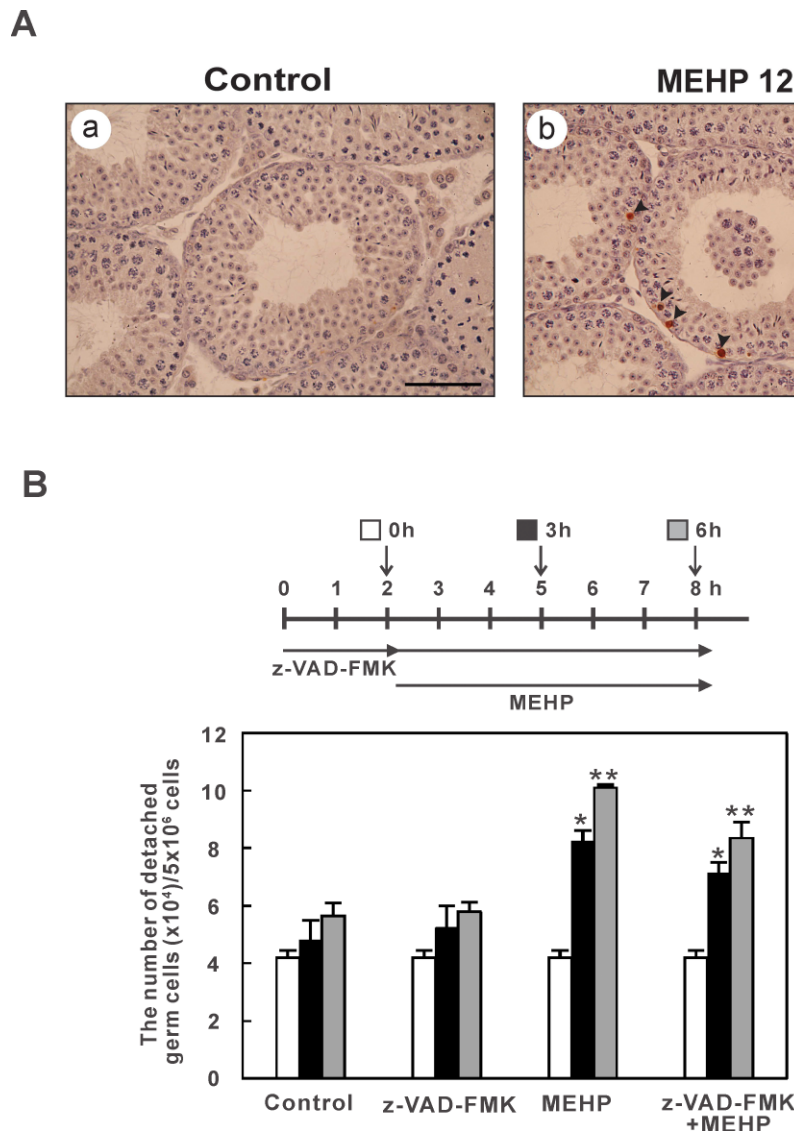 A
Control
MEHP 12
a
b
B
0h 3h 6h
0 1 2 3 4 5 6 7 8 h
z-VAD-FMK
MEHP
The number of detached
germ cells (x10⁴)/5x10⁶ cells
12
10
8
6
4
2
0
* **
* **
Control z-VAD-FMK MEHP z-VAD-FMK
+MEHP